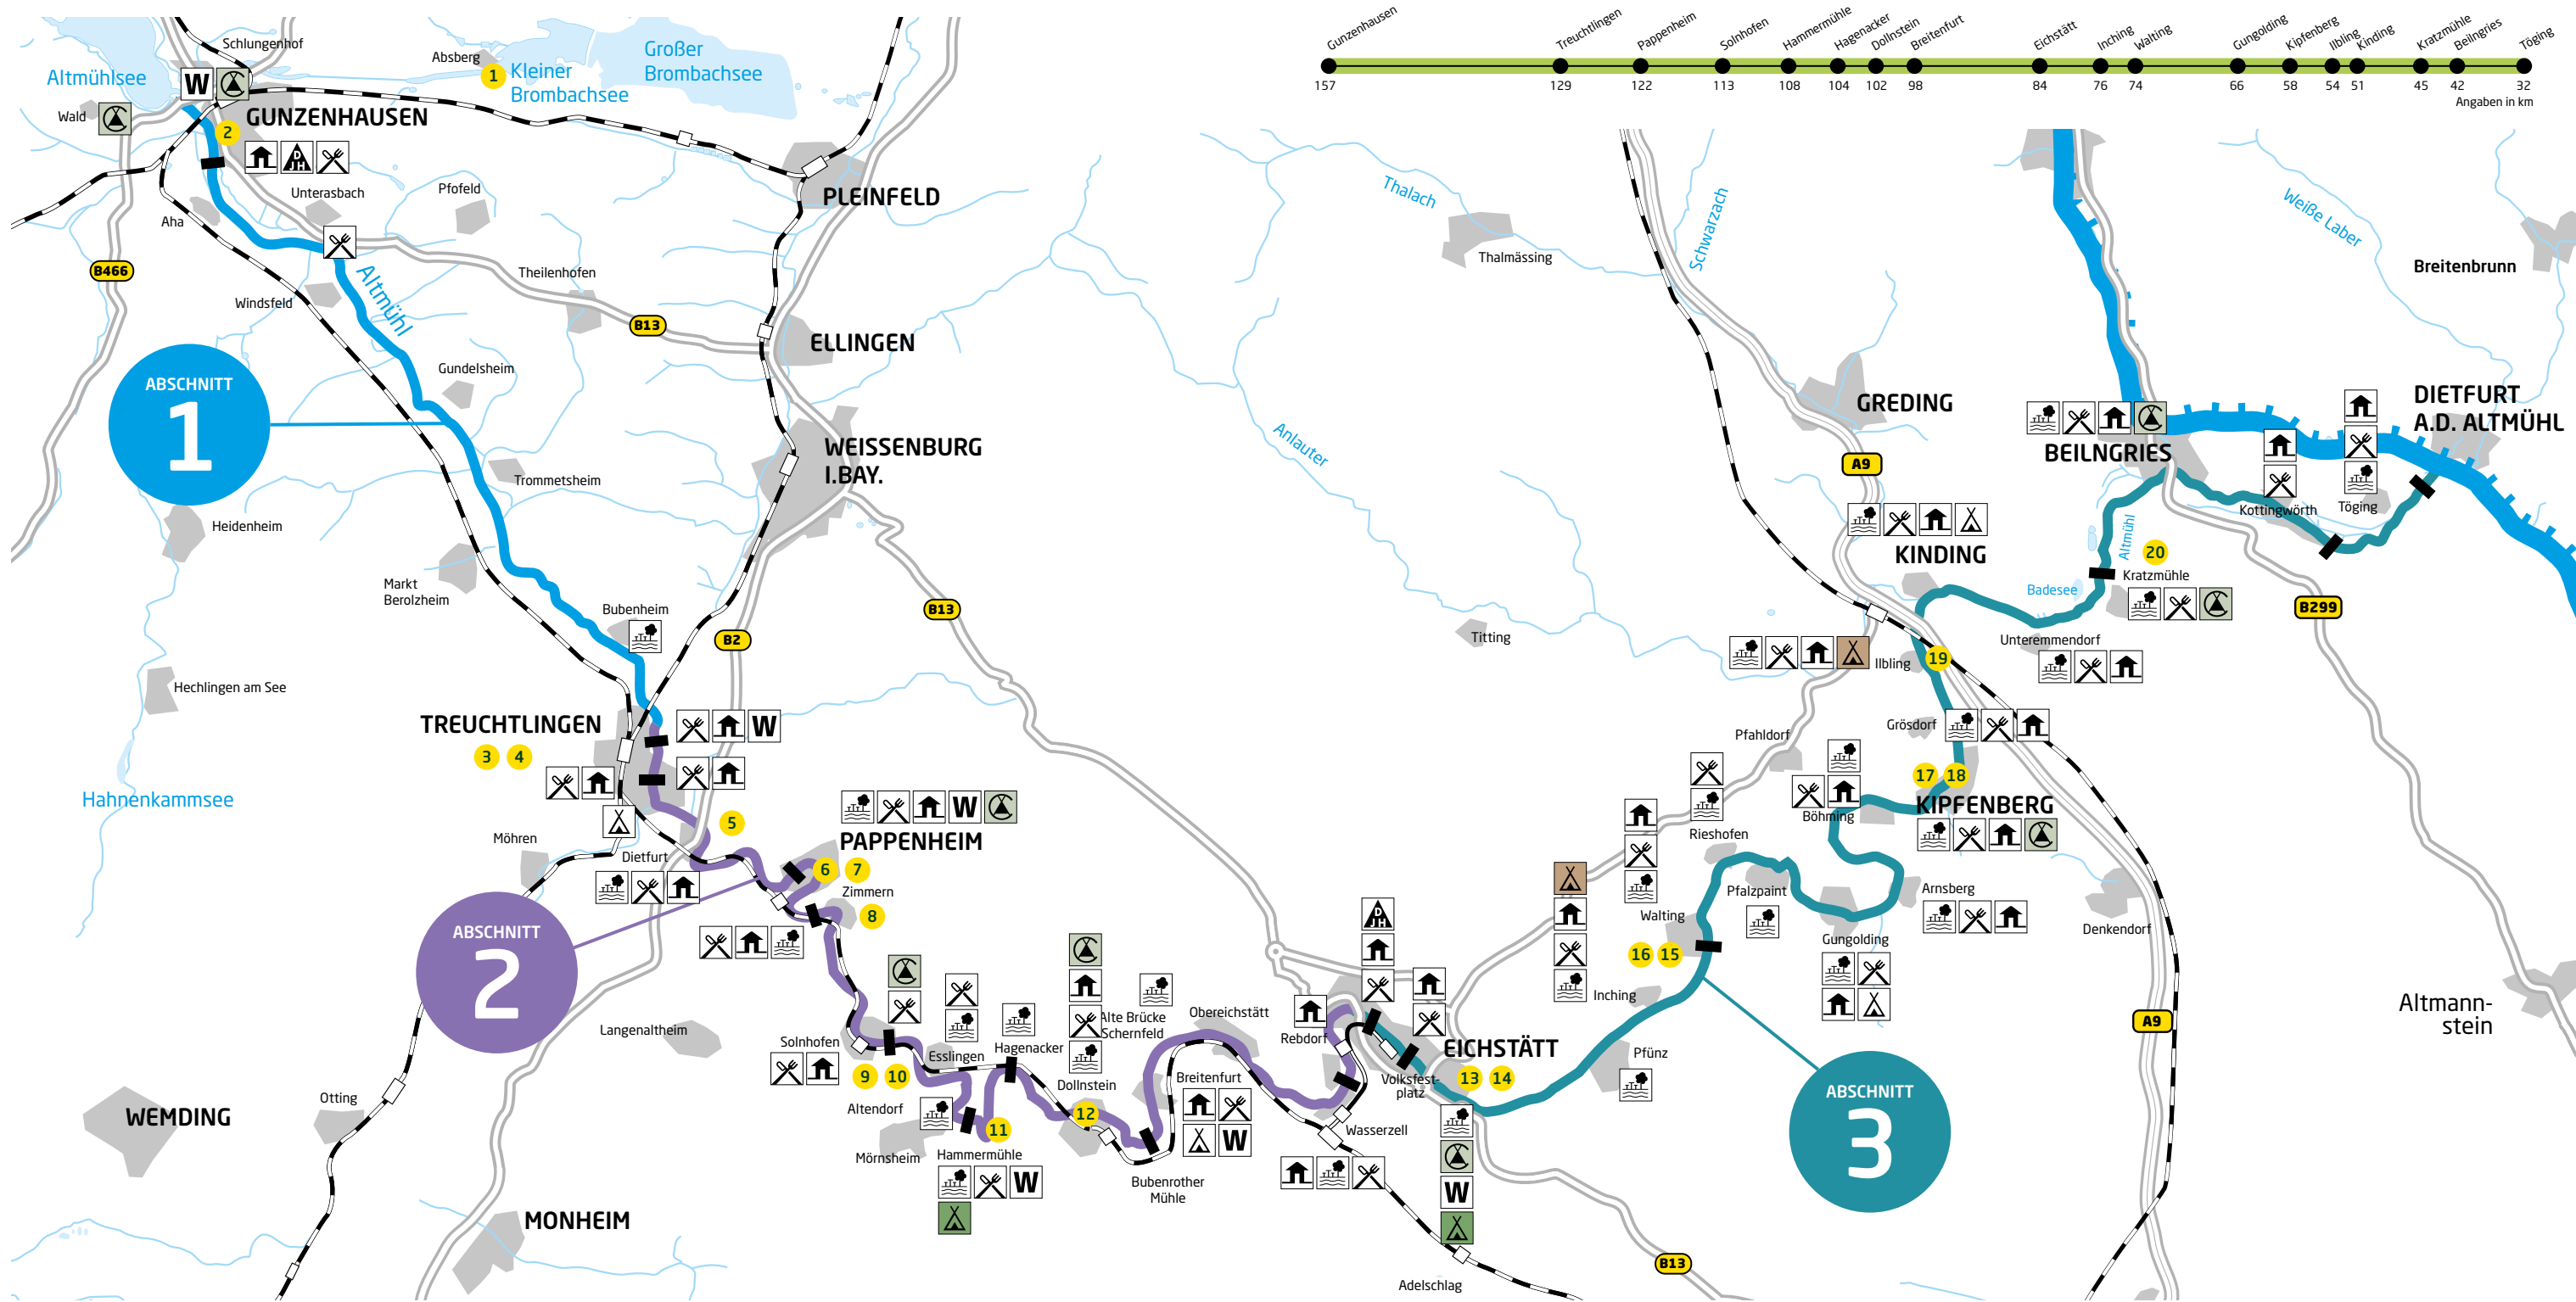 Gunzenhausen
Treuchtlingen
Pappenheim
Solnhofen
Hammermühle
Hagenacker
Dollnstein
Breitenfurt
Eichstätt
Inching
Walting
Gungolding
Kipfenberg
Ilbling
Kinding
Kratzmühle
Beilngries
Töging
157
129
122
113
108
104
102
98
84
76
74
66
58
54
51
45
42
32
Angaben in km
Schlungenhof
Altmühlsee
W
Wald
GUNZENHAUSEN
2
DJH
Absberg
1
Kleiner
Brombachsee
Großer
Brombachsee
Unterasbach
Pfofeld
Aha
PLEINFELD
B466
Windsfeld
Altmühl
Theilenhofen
B13
ELLINGEN
Gundelsheim
ABSCHNITT
1
WEISSENBURG
I.BAY.
Trommetsheim
Heidenheim
Markt
Berolzheim
Bubenheim
B2
B13
Hechlingen am See
TREUCHTLINGEN
3
4
W
Hahnenkammsee
5
Möhren
Dietfurt
W
PAPPENHEIM
6
7
Zimmern
8
ABSCHNITT
2
Langenaltheim
Solnhofen
9
10
Esslingen
Hagenacker
Altendorf
Mörnsheim
11
Hammermühle
W
Dollnstein
12
Alte Brücke
Schernfeld
Breitenfurt
W
Bubenrother
Mühle
Obereichstätt
Rebdorf
DJH
Wasserzell
Volksfest-
platz
EICHSTÄTT
13
14
W
Pfünz
Inching
Walting
16
15
Rieshofen
Pfalzpaint
Gungolding
Arnsberg
Böhming
Pfahldorf
17
18
KIPFENBERG
Grösdorf
Ilbling
19
KINDING
Unteremmendorf
Badesee
Altmühl
20
Kratzmühle
BEILNGRIES
Kottingwörth
Töging
DIETFURT
A.D. ALTMÜHL
B299
Breitenbrunn
Weiße Laber
Thalach
Thalmässing
Schwarzach
GREDING
A9
Anlauter
Titting
ABSCHNITT
3
Denkendorf
A9
Altmann-
stein
B13
Adelschlag
WEMDING
Otting
MONHEIM